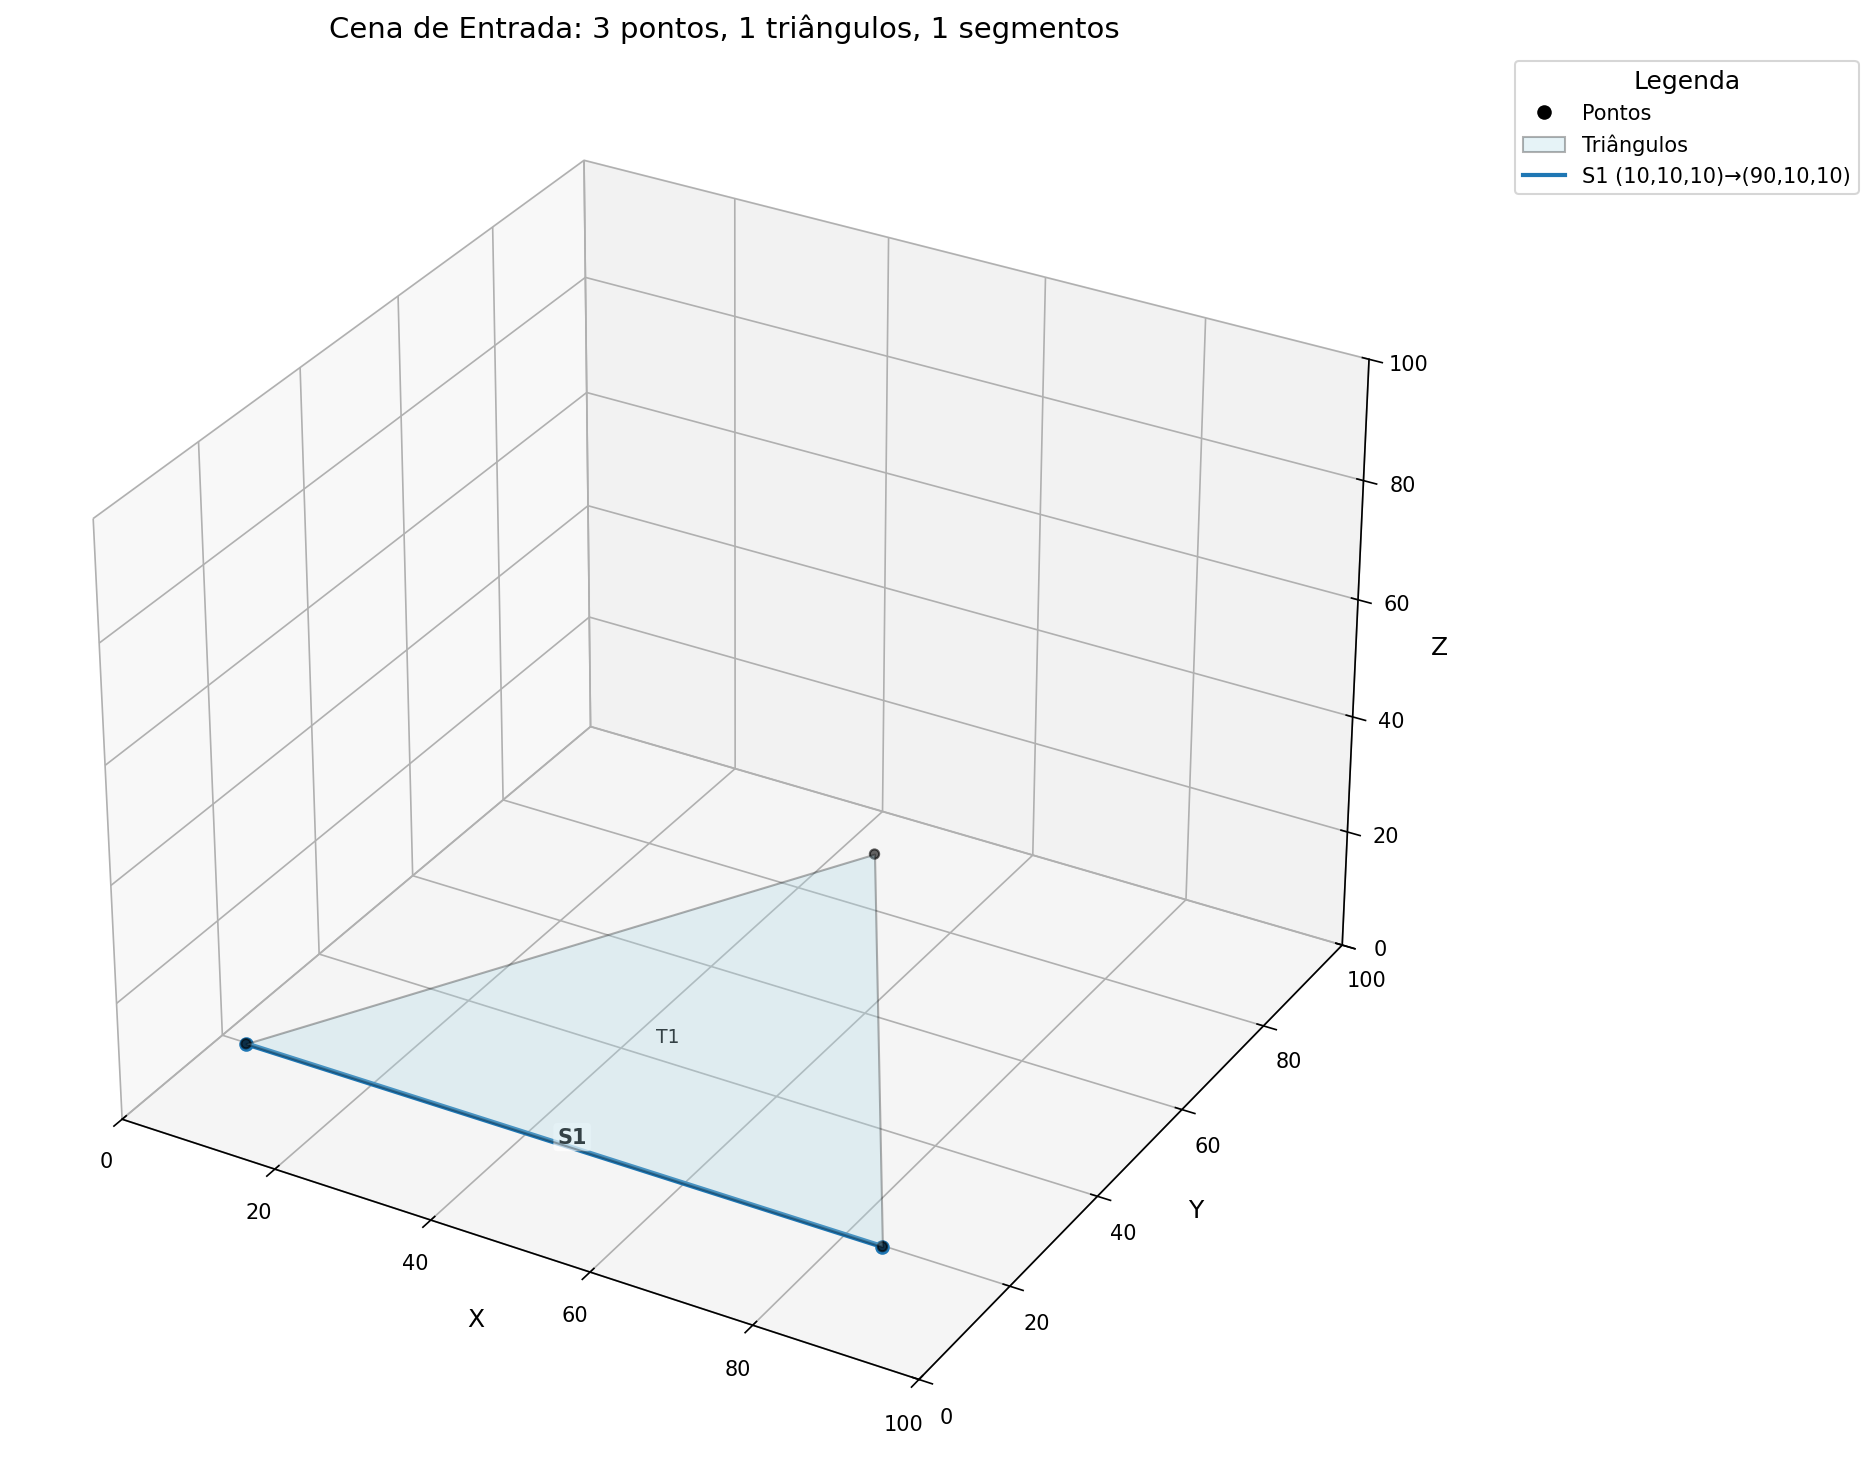 Cena de Entrada: 3 pontos, 1 triângulos, 1 segmentos
Legenda
Pontos
Triângulos
S1 (10,10,10)→(90,10,10)
100
80
60
Z
40
20
0
100
80
60
Y
40
20
0
T1
S1
0
20
40
X
60
80
100